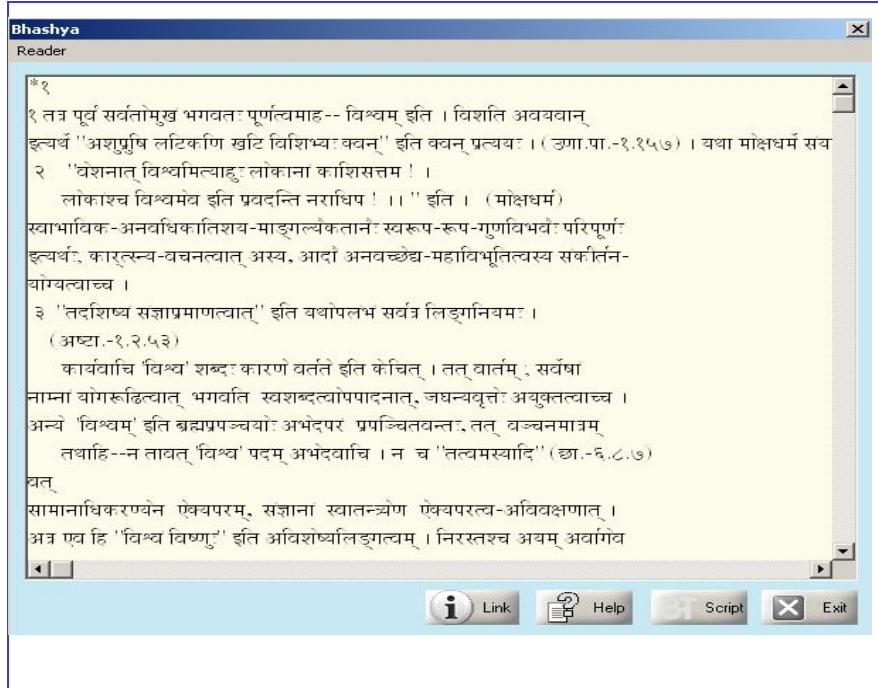 Bhashya
Reader
*१
१ तत्र पूर्वं सर्वतोमुखं भगवतः पूर्णत्वमाह-- विश्वम् इति । विशति अवयवान्
इत्यर्थे "अशुप्रुषि लटिकणि खटि विशिभ्यः क्वन्" इति क्वन् प्रत्ययः । (उणा.पा.-१.१५७) । यथा मोक्षधर्मे संय
२ "वेशनात् विश्वमित्याहुः लोकानां काशिसत्तम ! ।
लोकांश्च विश्वमेव इति प्रवदन्ति नराधिप ! ।। " इति । (मोक्षधर्म)
स्वाभाविक-अनवधिकातिशय-माङ्गल्यैकतानैः स्वरूप-रूप-गुणविभवैः परिपूर्णः
इत्यर्थः, कार्त्स्न्य-वचनत्वात् अस्य, आदौ अनवच्छेद्य-महाविभूतित्वस्य संकीर्तन-
योग्यत्वाच्च ।
३ "तदशिष्यं संज्ञाप्रमाणत्वात्" इति यथोपलंभं सर्वत्र लिङ्गनियमः ।
(अष्टा.-१.२.५३)
कार्यवाचि 'विश्व' शब्दः कारणे वर्तते इति केचित् । तत् वार्तम् ; सर्वेषां
नाम्नां योगरूढित्वात् भगवति स्वशब्दत्वोपपादनात्, जघन्यवृत्तेः अयुक्तत्वाच्च ।
अन्ये 'विश्वम्' इति ब्रह्मप्रपञ्चयोः अभेदपरं प्रपञ्चितवन्तः, तत् वञ्चनमात्रम्
तथाहि--न तावत् 'विश्व' पदम् अभेदवाचि । न च "तत्वमस्यादि" (छा.-६.८.७)
वत्
सामानाधिकरण्येन ऐक्यपरम्, संज्ञानां स्वातन्त्र्येण ऐक्यपरत्व-अविवक्षणात् ।
अत्र एव हि "विश्वं विष्णुः" इति अविशेष्यलिङ्गत्वम् । निरस्तश्च अयम् अर्वागेव
Link Help Script Exit